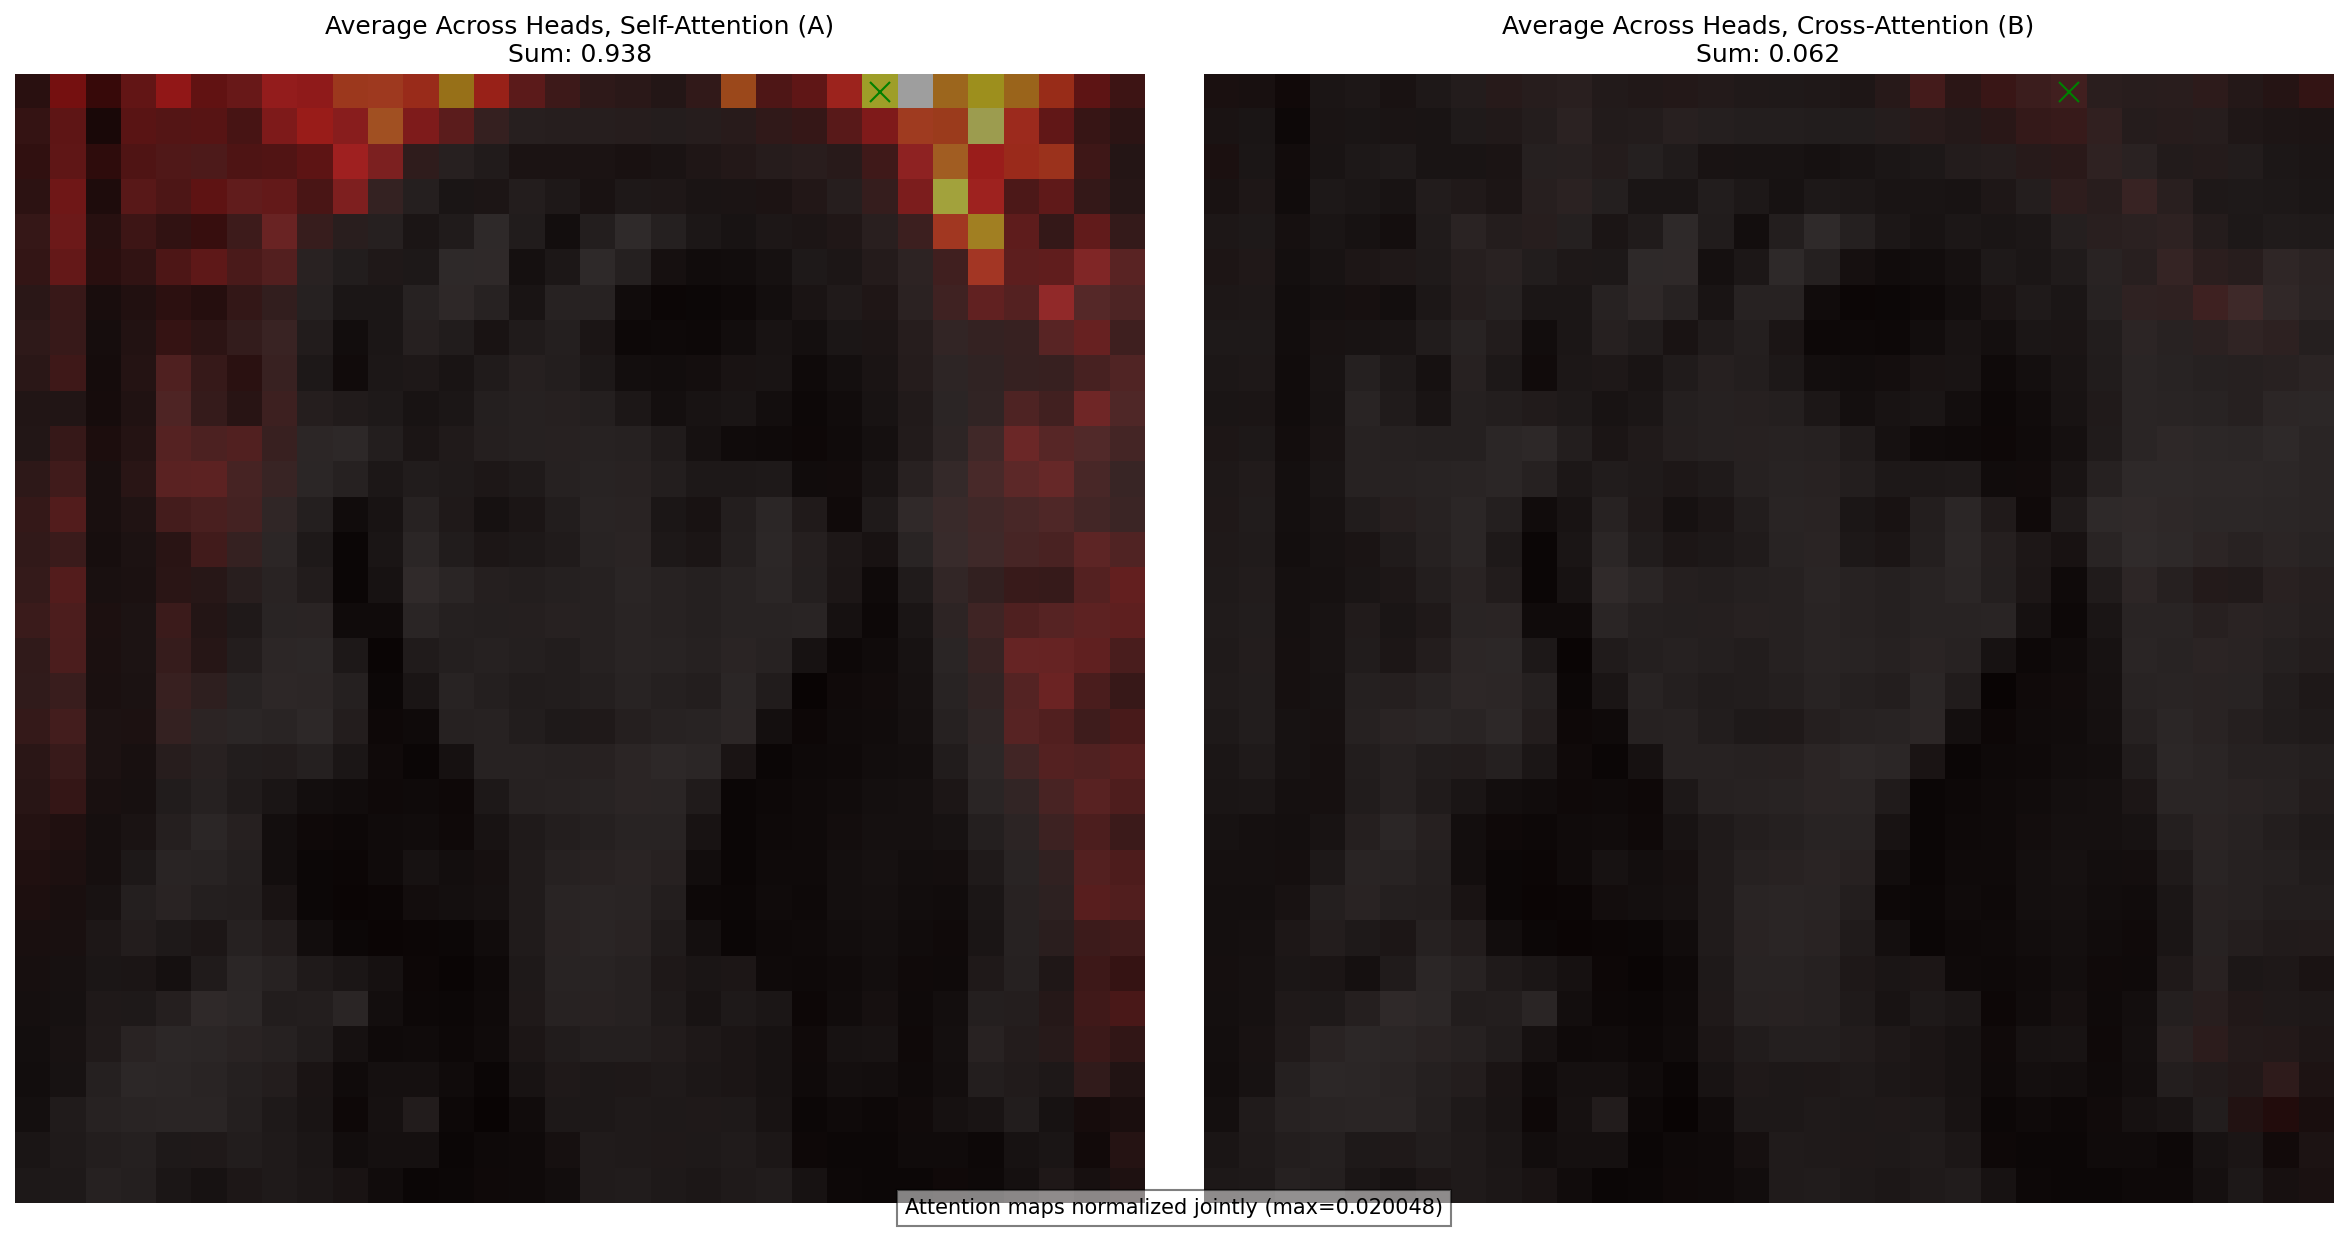 Average Across Heads, Self-Attention (A)
Sum: 0.938
Average Across Heads, Cross-Attention (B)
Sum: 0.062
Attention maps normalized jointly (max=0.020048)